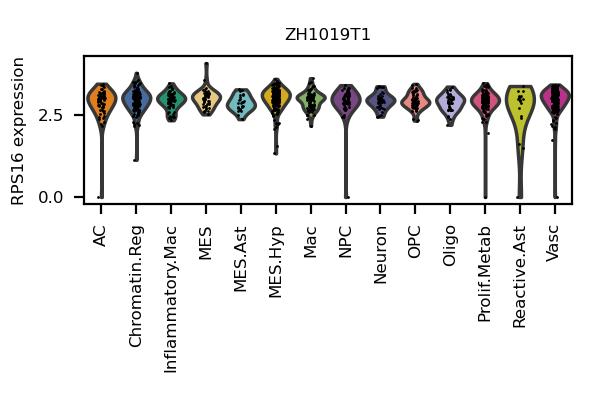 ZH1019T1
RPS16 expression
2.5
0.0
AC
Chromatin.Reg
Inflammatory.Mac
MES
MES.Ast
MES.Hyp
Mac
NPC
Neuron
OPC
Oligo
Prolif.Metab
Reactive.Ast
Vasc